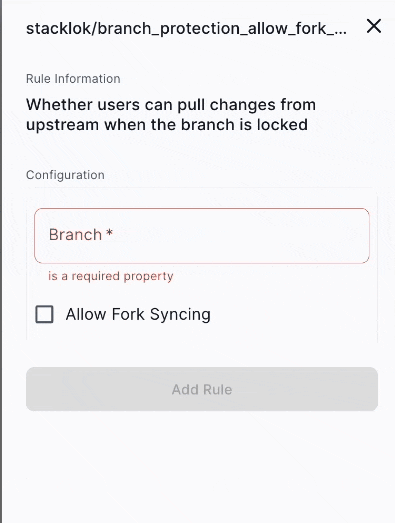 stacklok/branch_protection_allow_fork_...
Rule Information
Whether users can pull changes from
upstream when the branch is locked
Configuration
Branch *
is a required property
Allow Fork Syncing
Add Rule